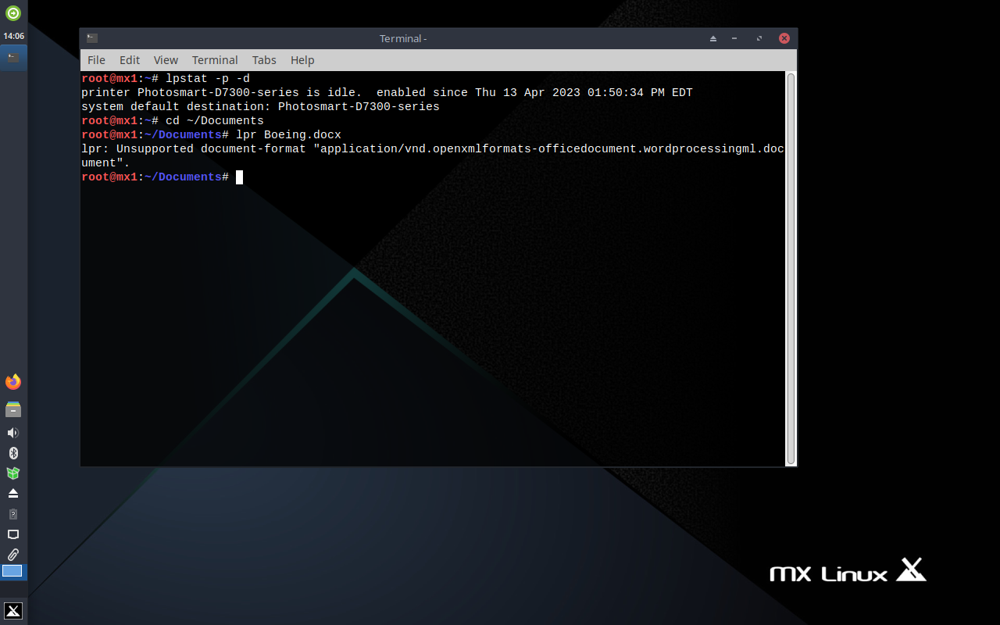 14:06
Terminal -
File Edit View Terminal Tabs Help
root@mx1:~# lpstat -p -d
printer Photosmart-D7300-series is idle.  enabled since Thu 13 Apr 2023 01:50:34 PM EDT
system default destination: Photosmart-D7300-series
root@mx1:~# cd ~/Documents
root@mx1:~/Documents# lpr Boeing.docx
lpr: Unsupported document-format "application/vnd.openxmlformats-officedocument.wordprocessingml.doc
ument".
root@mx1:~/Documents#
MX Linux